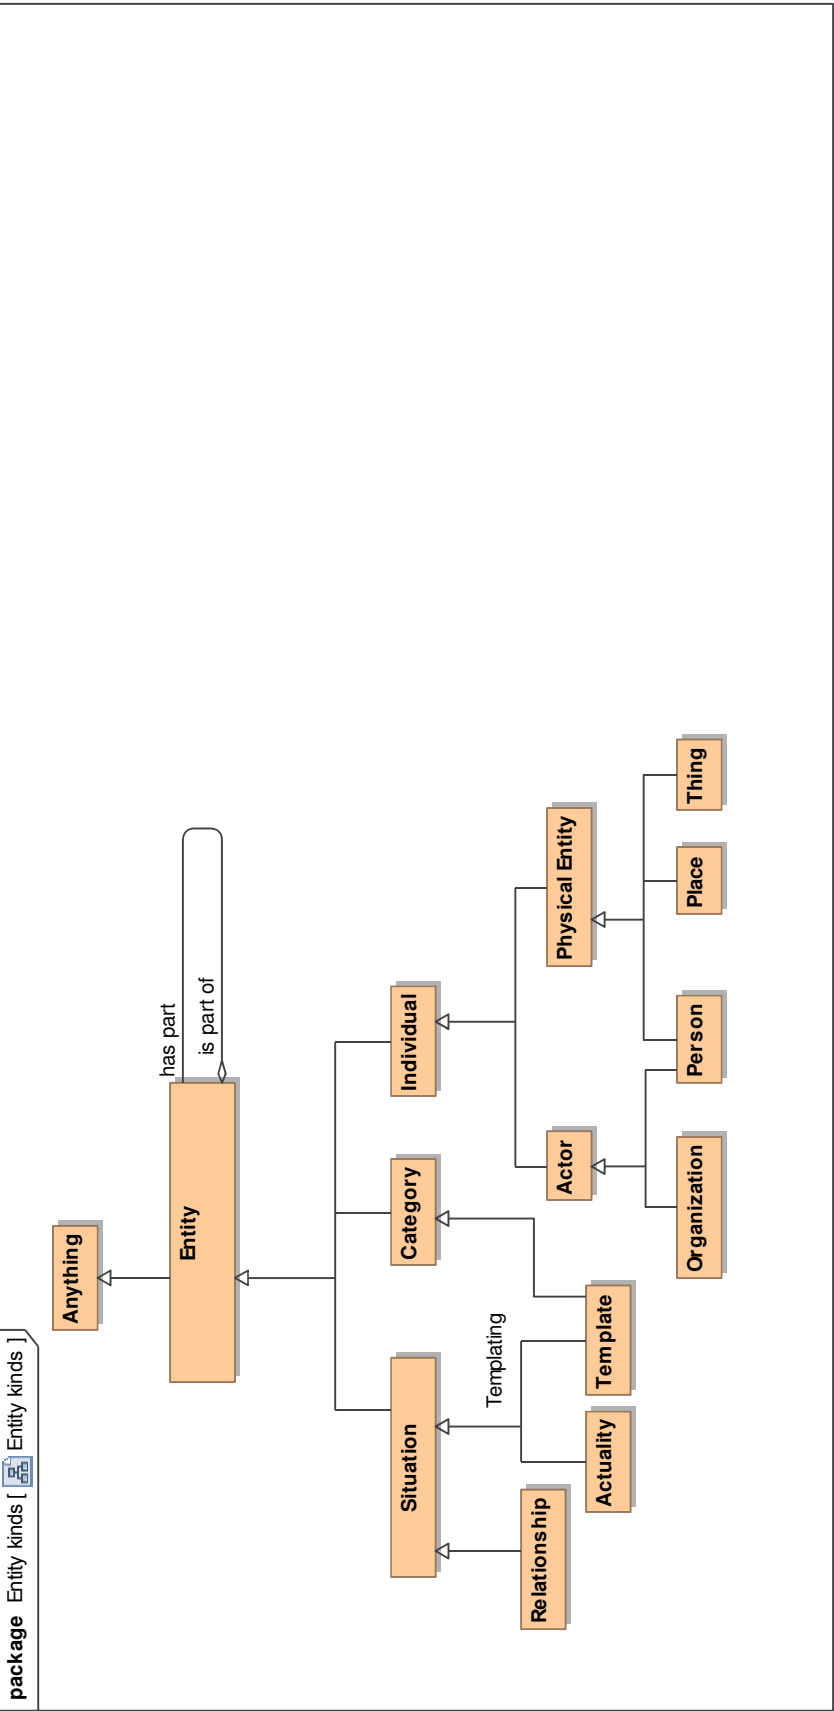 package Entity kinds [ Entity kinds ]
Anything
Entity
has part
is part of
Situation
Category
Individual
Templating
Relationship
Actuality
Template
Actor
Physical Entity
Organization
Person
Place
Thing